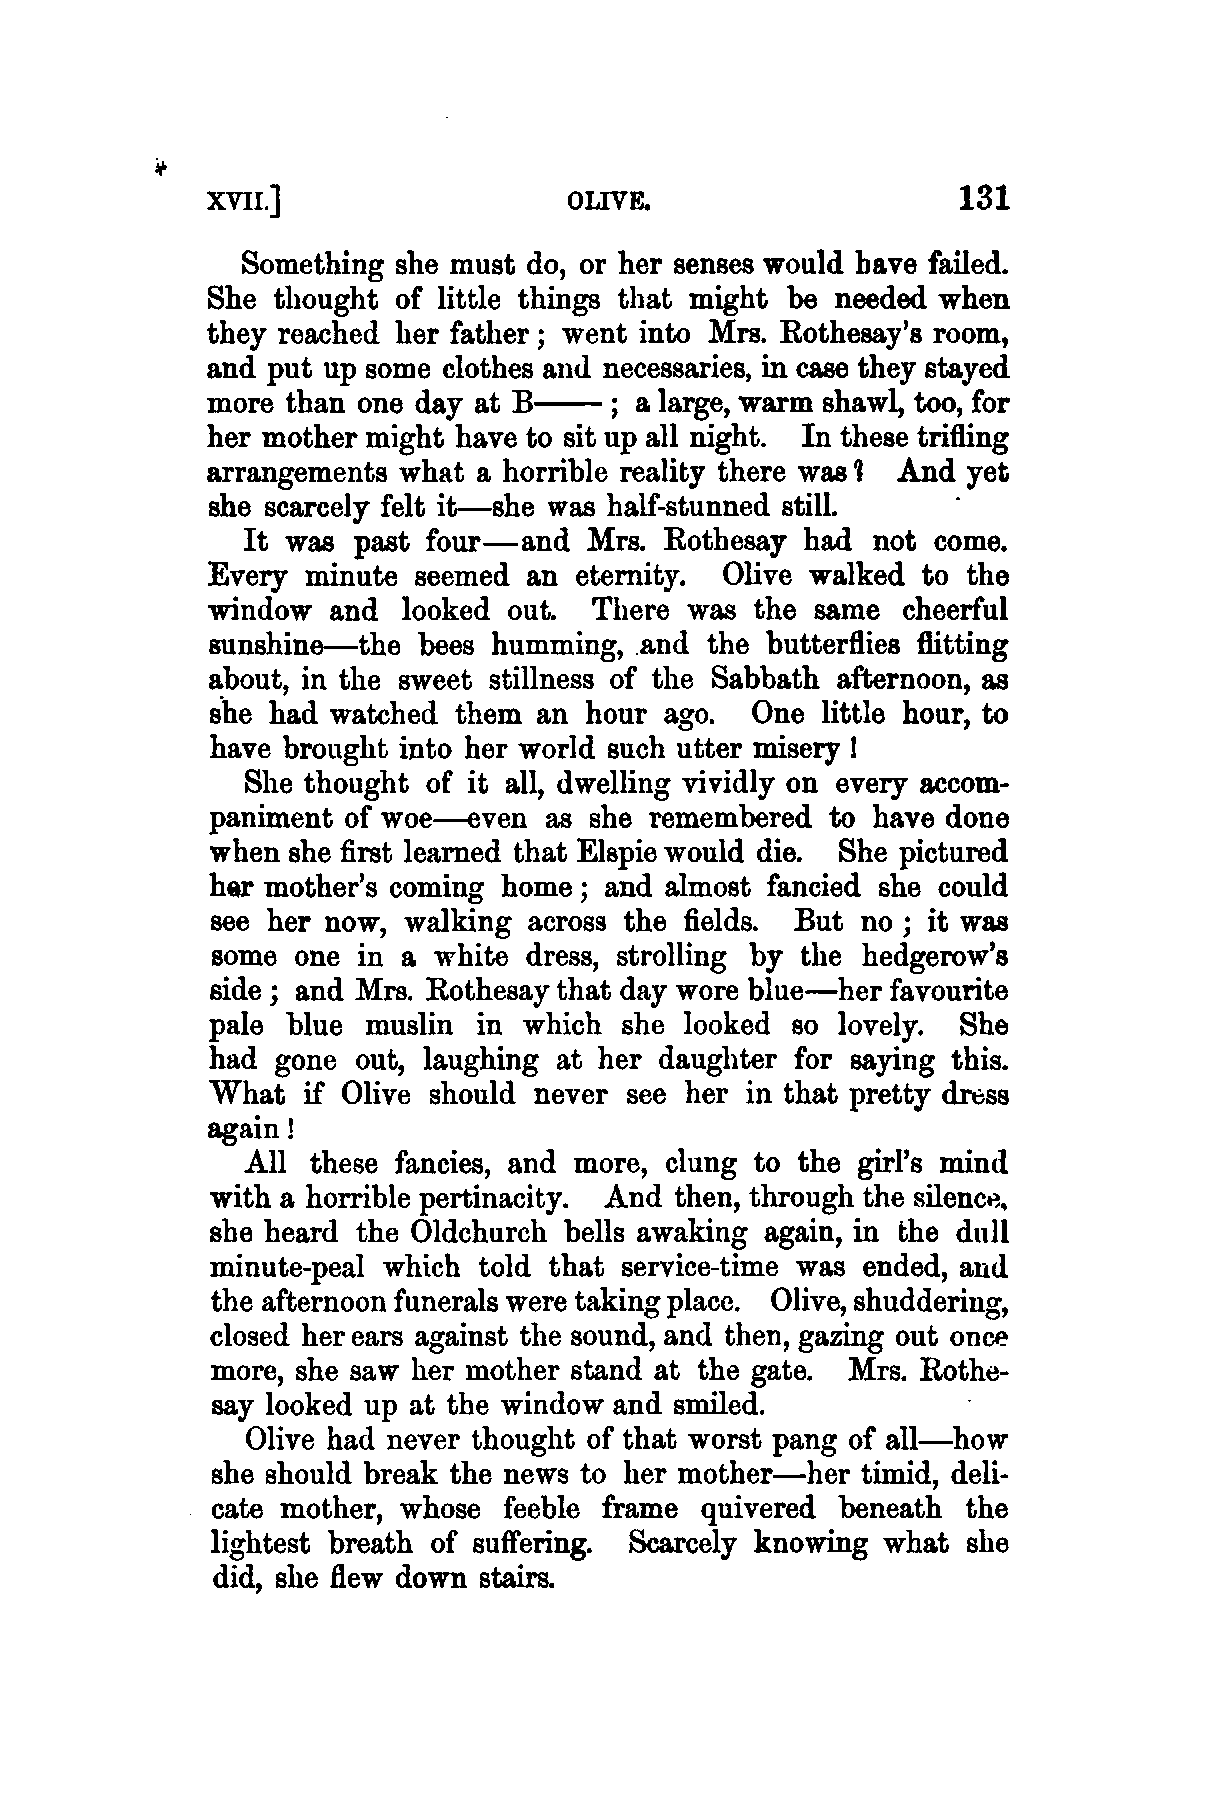 XVII.] OLIVE. 131
Something she must do, or her senses would have failed.
She thought of little things that might be needed when
they reached her father; went into Mrs. Rothesay's room,
and put up some clothes and necessaries, in case they stayed
more than one day at B——; a large, warm shawl, too, for
her mother might have to sit up all night. In these trifling
arrangements what a horrible reality there was? And yet
she scarcely felt it—she was half-stunned still.
It was past four—and Mrs. Rothesay had not come.
Every minute seemed an eternity. Olive walked to the
window and looked out. There was the same cheerful
sunshine—the bees humming, and the butterflies flitting
about, in the sweet stillness of the Sabbath afternoon, as
she had watched them an hour ago. One little hour, to
have brought into her world such utter misery!
She thought of it all, dwelling vividly on every accom-
paniment of woe—even as she remembered to have done
when she first learned that Elspie would die. She pictured
her mother's coming home; and almost fancied she could
see her now, walking across the fields. But no; it was
some one in a white dress, strolling by the hedgerow's
side; and Mrs. Rothesay that day wore blue—her favourite
pale blue muslin in which she looked so lovely. She
had gone out, laughing at her daughter for saying this.
What if Olive should never see her in that pretty dress
again!
All these fancies, and more, clung to the girl's mind
with a horrible pertinacity. And then, through the silence,
she heard the Oldchurch bells awaking again, in the dull
minute-peal which told that service-time was ended, and
the afternoon funerals were taking place. Olive, shuddering,
closed her ears against the sound, and then, gazing out once
more, she saw her mother stand at the gate. Mrs. Rothe-
say looked up at the window and smiled.
Olive had never thought of that worst pang of all—how
she should break the news to her mother—her timid, deli-
cate mother, whose feeble frame quivered beneath the
lightest breath of suffering. Scarcely knowing what she
did, she flew down stairs.